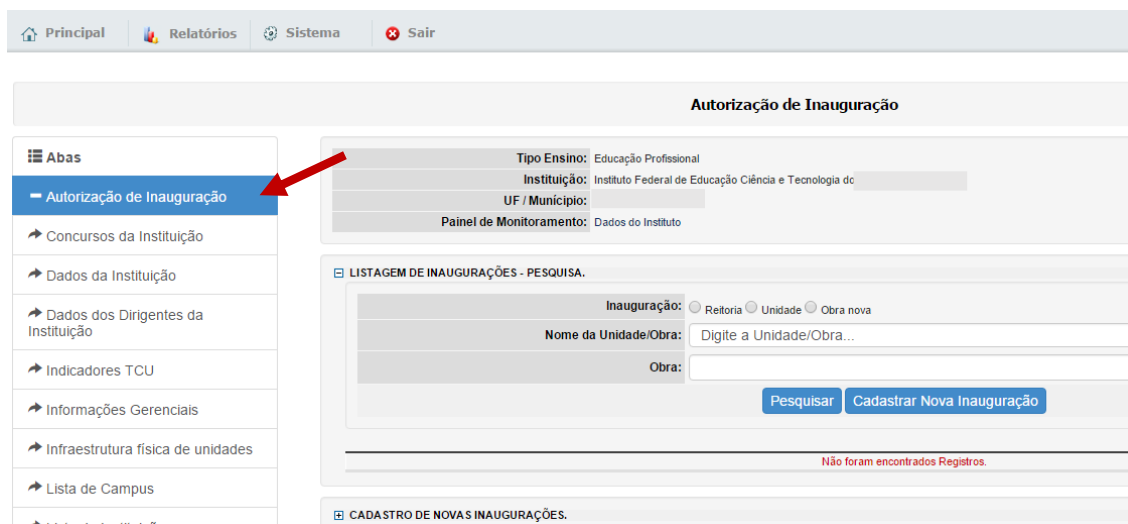 Principal Relatórios Sistema Sair
Autorização de Inauguração
Abas
Autorização de Inauguração
Concursos da Instituição
Dados da Instituição
Dados dos Dirigentes da
Instituição
Indicadores TCU
Informações Gerenciais
Infraestrutura física de unidades
Lista de Campus
Tipo Ensino: Educação Profissional
Instituição: Instituto Federal de Educação Ciência e Tecnologia do
UF / Município:
Painel de Monitoramento: Dados do Instituto
LISTAGEM DE INAUGURAÇÕES - PESQUISA.
Inauguração: Reitoria Unidade Obra nova
Nome da Unidade/Obra: Digite a Unidade/Obra...
Obra:
Pesquisar Cadastrar Nova Inauguração
Não foram encontrados Registros.
CADASTRO DE NOVAS INAUGURAÇÕES.